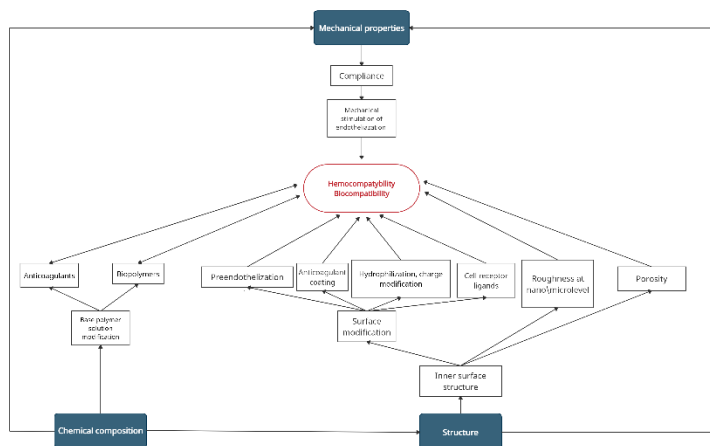 Mechanical properties
Compliance
Mechanical
stimulation of
endotheliazation
Hemocompatybility
Biocompatibility
Anticoagulants
Biopolymers
Preendothelization
Anticoagulant
coating
Hydrophilization, charge
modification
Cell receptor
ligands
Roughness at
nano\microlevel
Porosity
Base polymer
solution
modification
Surface
modification
Inner surface
structure
Chemical composition
Structure